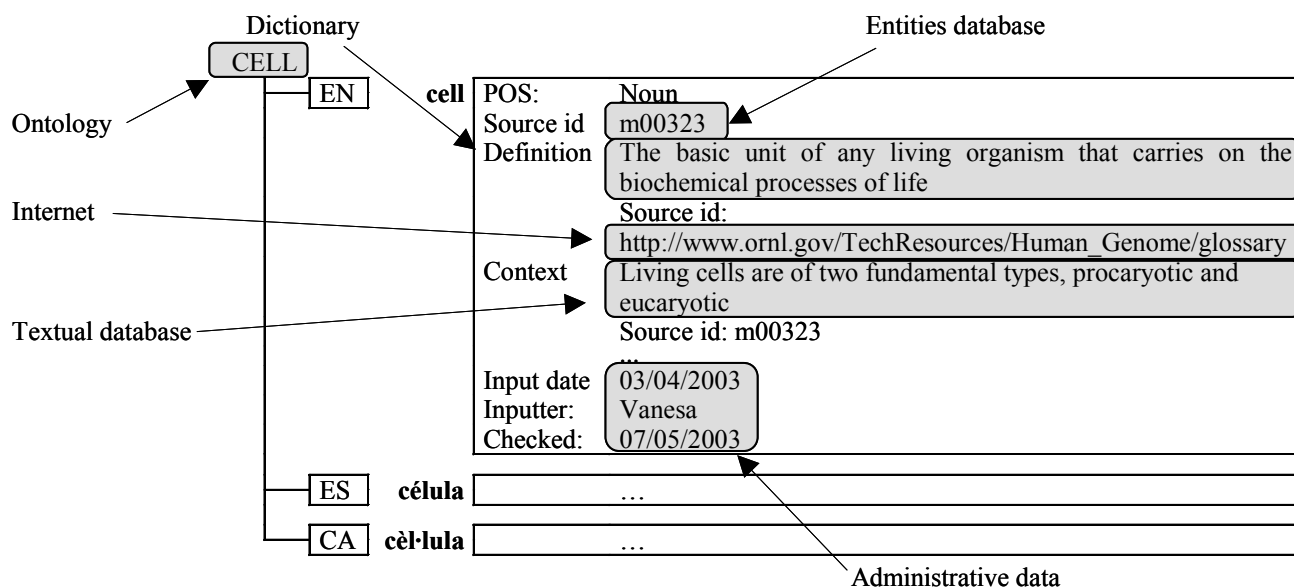 Dictionary
Entities database
CELL
EN
cell
POS: Noun
Ontology
Source id m00323
Definition The basic unit of any living organism that carries on the
biochemical processes of life
Internet
Source id:
http://www.ornl.gov/TechResources/Human_Genome/glossary
Context Living cells are of two fundamental types, procaryotic and
eucaryotic
Textual database
Source id: m00323
...
Input date 03/04/2003
Inputter: Vanesa
Checked: 07/05/2003
ES célula …
CA cèl·lula …
Administrative data